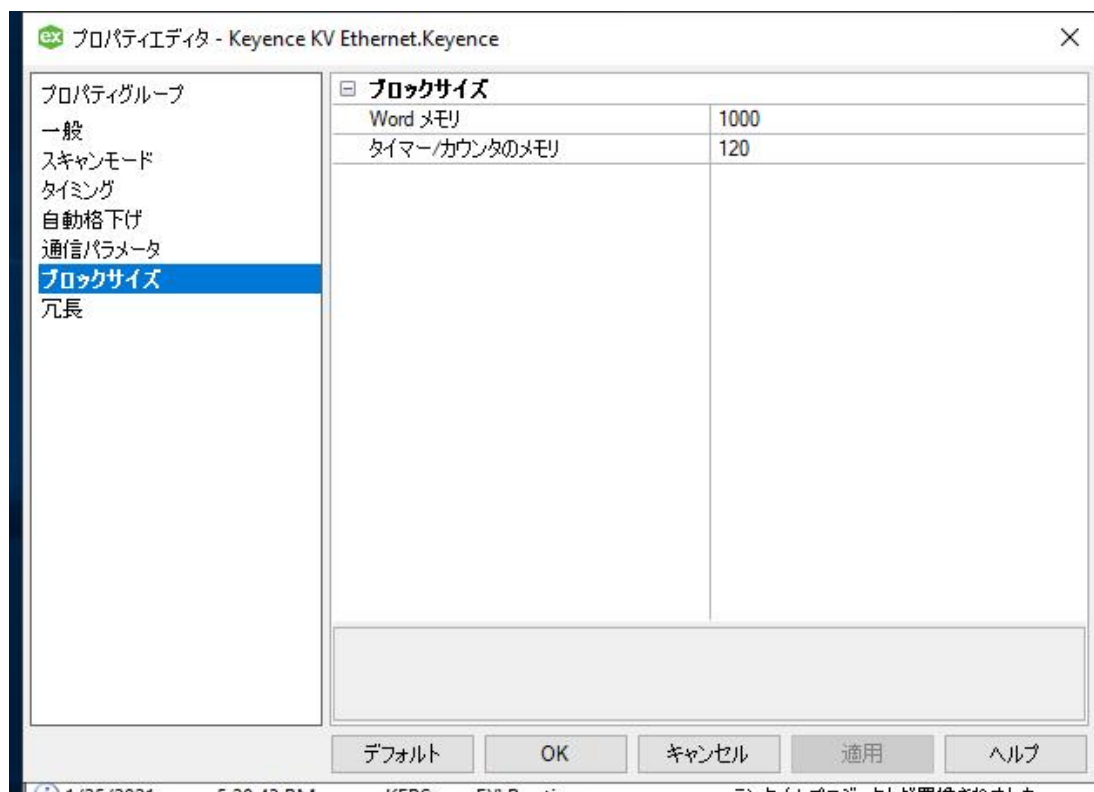 ex プロパティエディタ - Keyence KV Ethernet.Keyence
プロパティグループ
一般
スキャンモード
タイミング
自動格下げ
通信パラメータ
ブロックサイズ
冗長
ブロックサイズ
Word メモリ 1000
タイマー/カウンタのメモリ 120
デフォルト OK キャンセル 適用 ヘルプ